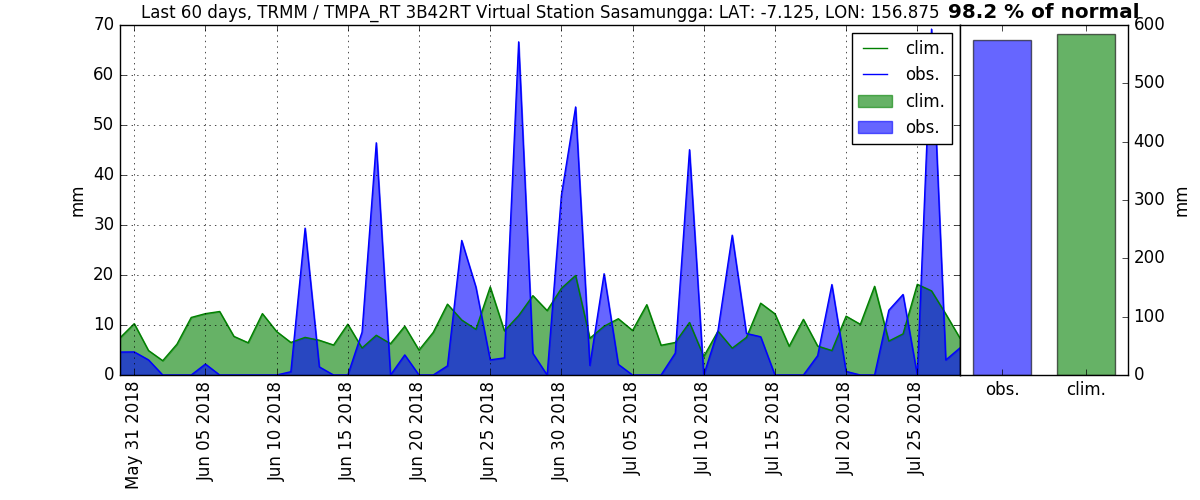 Last 60 days, TRMM / TMPA_RT 3B42RT Virtual Station Sasamungga: LAT: -7.125, LON: 156.875
98.2 % of normal
70
60
50
40
30
20
10
0
mm
clim.
obs.
clim.
obs.
May 31 2018
Jun 05 2018
Jun 10 2018
Jun 15 2018
Jun 20 2018
Jun 25 2018
Jun 30 2018
Jul 05 2018
Jul 10 2018
Jul 15 2018
Jul 20 2018
Jul 25 2018
600
500
400
300
200
100
0
mm
obs.
clim.